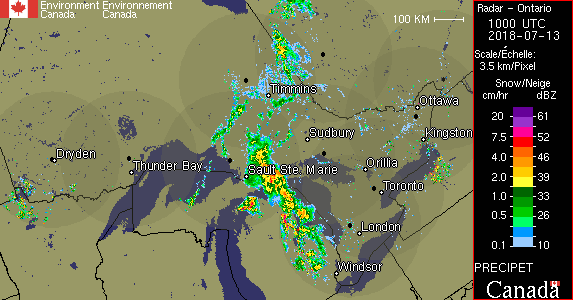 Environment Environnement
Canada Canada
100 KM
Timmins
Ottawa
Sudbury
Kingston
Dryden
Thunder Bay
Orillia
Sault Ste. Marie
Toronto
London
Windsor
Radar - Ontario
1000 UTC
2018-07-13
Scale/Échelle:
3.5 km/Pixel
Snow/Neige
cm/hr dBZ
20 61
7.5 52
4.0 46
2.0 39
1.0 33
0.5 26
0.1 10
PRECIPET
Canada